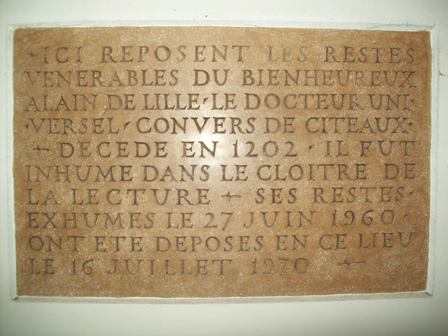 +ICI REPOSENT LES RESTES
VENERABLES DU BIENHEUREUX
ALAIN DE LILLE·LE DOCTEUR UNI·
·VERSEL·CONVERS DE CITEAUX·
+ DECEDE EN 1202·IL FUT
INHUME DANS LE CLOITRE DE
LA LECTURE + SES RESTES·
EXHUMES LE 27 JUIN 1960·
ONT ETE DEPOSES EN CE LIEU
LE 16 JUILLET 1970 +